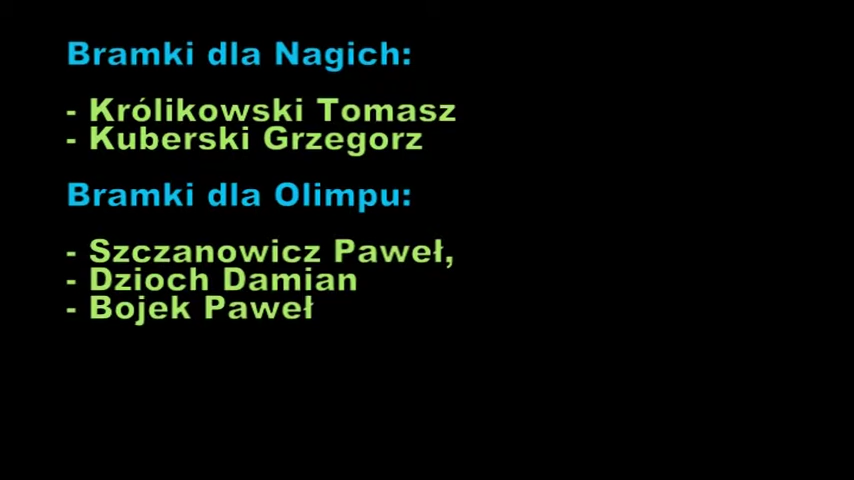 Bramki dla Nagich:
- Królikowski Tomasz
- Kuberski Grzegorz
Bramki dla Olimpu:
- Szczanowicz Paweł,
- Dzioch Damian
- Bojek Paweł